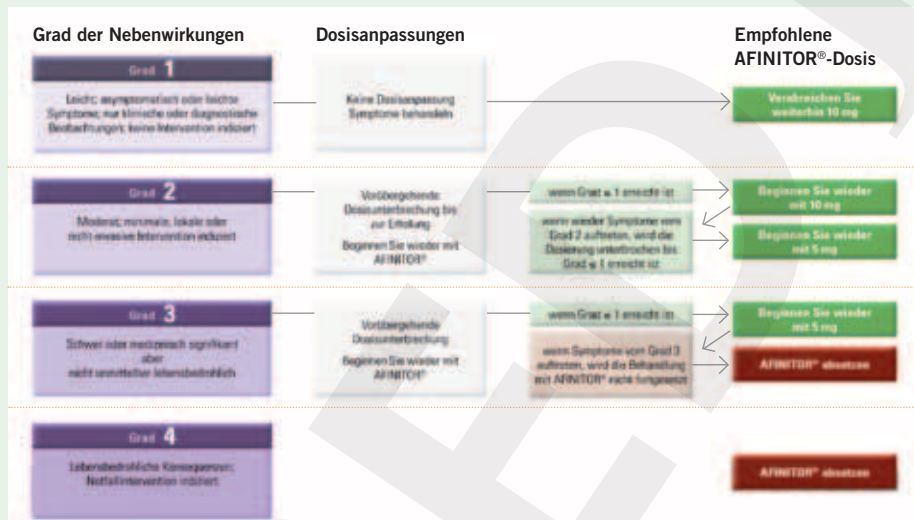 Grad der Nebenwirkungen
Dosisanpassungen
Empfohlene
AFINITOR®-Dosis
Grad 1
Leicht; asymptomatisch oder leichte
Symptome; nur klinische oder diagnostische
Beobachtungen; keine Intervention indiziert
Keine Dosisanpassung
Symptome behandeln
Verabreichen Sie
weiterhin 10 mg
Grad 2
Moderat; minimale, lokale oder
nicht-invasive Intervention induziert
Vorübergehende
Dosisunterbrechung bis
zur Erholung
Beginnen Sie wieder mit
AFINITOR®
wenn Grad ≤ 1 erreicht ist
Beginnen Sie wieder
mit 10 mg
wenn wieder Symptome vom
Grad 2 auftreten, wird die
Dosierung unterbrochen bis
Grad ≤ 1 erreicht ist
Beginnen Sie wieder
mit 5 mg
Grad 3
Schwer oder medizinisch signifikant
aber
nicht unmittelbar lebensbedrohlich
Vorübergehende
Dosisunterbrechung
Beginnen Sie wieder mit
AFINITOR®
wenn Grad ≤ 1 erreicht ist
Beginnen Sie wieder
mit 5 mg
wenn Symptome vom Grad 3
auftreten, wird die Behandlung
mit AFINITOR® nicht fortgesetzt
AFINITOR® absetzen
Grad 4
Lebensbedrohliche Konsequenzen;
Notfallintervention indiziert
AFINITOR® absetzen